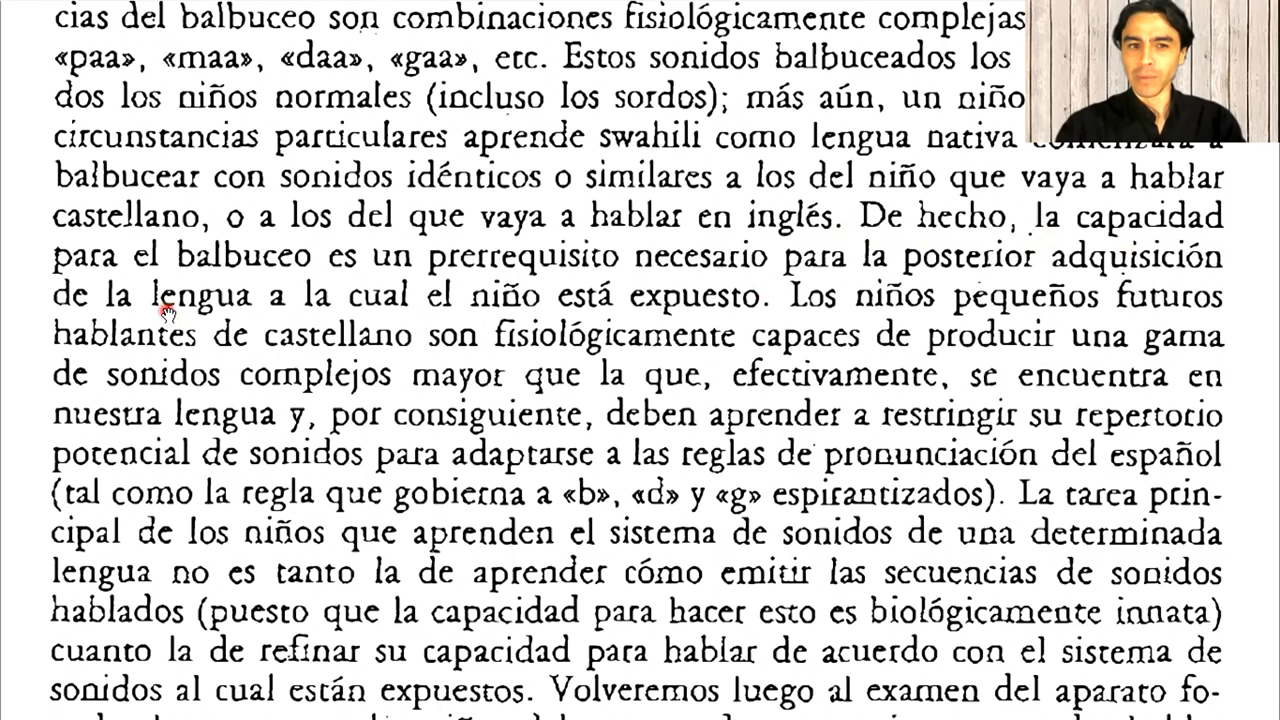 cias del balbuceo son combinaciones fisiológicamente complejas
«paa», «maa», «daa», «gaa», etc. Estos sonidos balbuceados los
dos los niños normales (incluso los sordos); más aún, un niño
circunstancias particulares aprende swahili como lengua nativa comenzará a
balbucear con sonidos idénticos o similares a los del niño que vaya a hablar
castellano, o a los del que vaya a hablar en inglés. De hecho, la capacidad
para el balbuceo es un prerrequisito necesario para la posterior adquisición
de la lengua a la cual el niño está expuesto. Los niños pequeños futuros
hablantes de castellano son fisiológicamente capaces de producir una gama
de sonidos complejos mayor que la que, efectivamente, se encuentra en
nuestra lengua y, por consiguiente, deben aprender a restringir su repertorio
potencial de sonidos para adaptarse a las reglas de pronunciación del español
(tal como la regla que gobierna a «b», «d» y «g» espirantizados). La tarea prin-
cipal de los niños que aprenden el sistema de sonidos de una determinada
lengua no es tanto la de aprender cómo emitir las secuencias de sonidos
hablados (puesto que la capacidad para hacer esto es biológicamente innata)
cuanto la de refinar su capacidad para hablar de acuerdo con el sistema de
sonidos al cual están expuestos. Volveremos luego al examen del aparato fo-